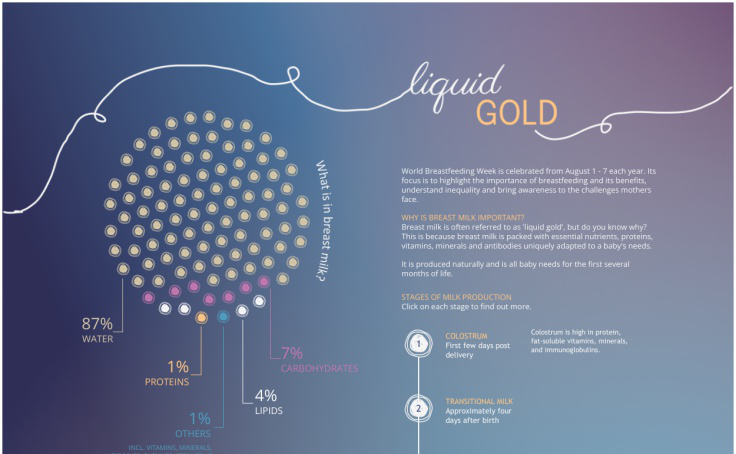 liquid
GOLD
World Breastfeeding Week is celebrated from August 1 - 7 each year. Its
focus is to highlight the importance of breastfeeding and its benefits,
understand inequality and bring awareness to the challenges mothers
face.
WHY IS BREAST MILK IMPORTANT?
Breast milk is often referred to as 'liquid gold', but do you know why?
This is because breast milk is packed with essential nutrients, proteins,
vitamins, minerals and antibodies uniquely adapted to a baby's needs.
It is produced naturally and is all baby needs for the first several
months of life.
STAGES OF MILK PRODUCTION
Click on each stage to find out more.
1
COLOSTRUM
First few days post
delivery
Colostrum is high in protein,
fat-soluble vitamins, minerals,
and immunoglobulins.
2
TRANSITIONAL MILK
Approximately four
days after birth
What is in breast milk?
87%
WATER
1%
PROTEINS
1%
OTHERS
INCL. VITAMINS, MINERALS
4%
LIPIDS
7%
CARBOHYDRATES